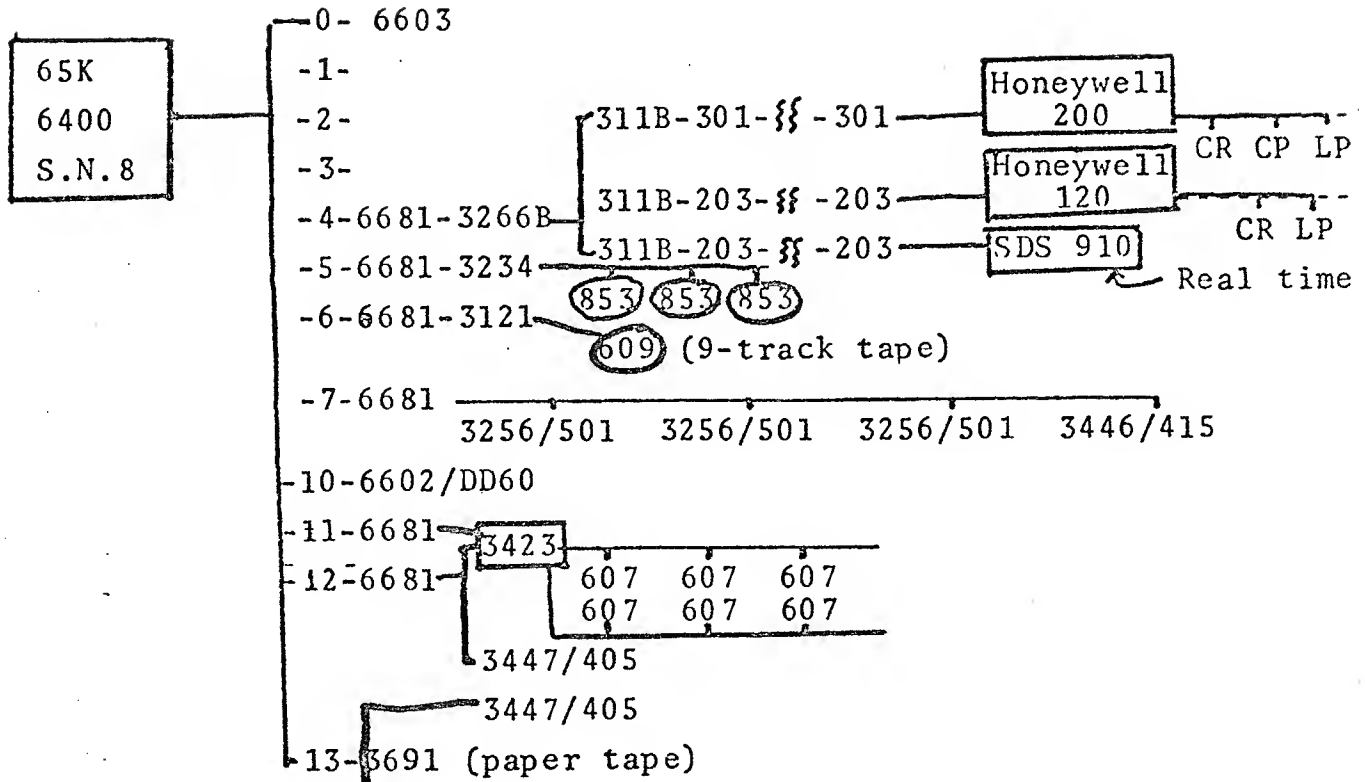 0- 6603
65K
6400
S.N.8
-1-
-2-
-3-
311B-301-⸾⸾ -301
Honeywell
200
CR CP LP
-4-6681-3266B
311B-203-⸾⸾ -203
Honeywell
120
CR LP
311B-203-⸾⸾ -203
SDS 910
Real time
-5-6681-3234
853 853 853
-6-6681-3121
609 (9-track tape)
-7-6681
3256/501 3256/501 3256/501 3446/415
-10-6602/DD60
-11-6681
3423
-12-6681
607 607 607
607 607 607
3447/405
3447/405
-13-3691 (paper tape)